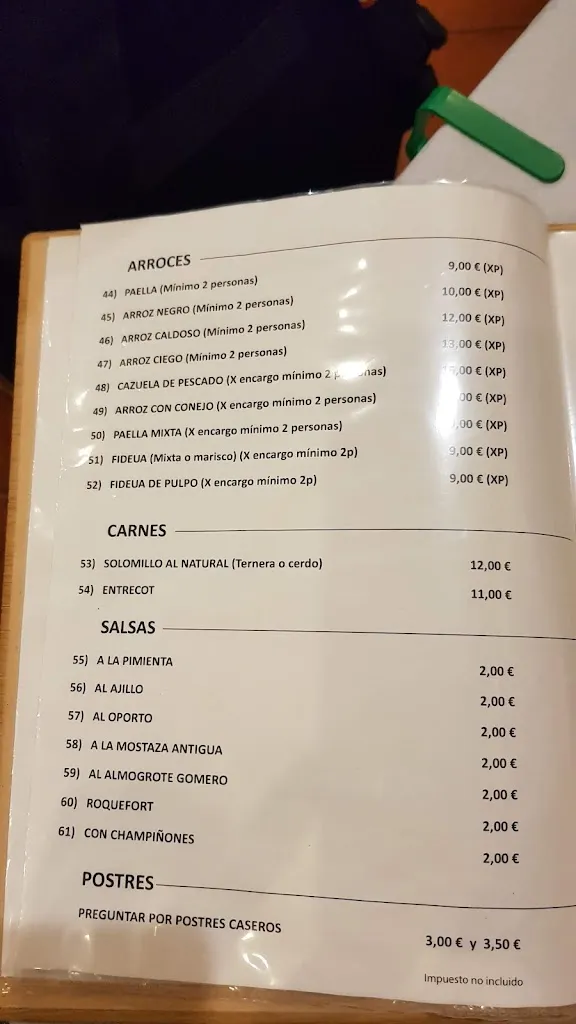 ARROCES
44) PAELLA (Mínimo 2 personas) 9,00 € (XP)
45) ARROZ NEGRO (Mínimo 2 personas) 10,00 € (XP)
46) ARROZ CALDOSO (Mínimo 2 personas) 12,00 € (XP)
47) ARROZ CIEGO (Mínimo 2 personas) 13,00 € (XP)
48) CAZUELA DE PESCADO (X encargo mínimo 2 € (XP)
49) ARROZ CON CONEJO (X encargo mínimo 2 personas) € (XP)
50) PAELLA MIXTA (X encargo mínimo 2 personas) € (XP)
51) FIDEUA (Mixta o marisco) (X encargo mínimo 2p) 9,00 € (XP)
52) FIDEUA DE PULPO (X encargo mínimo 2p) 9,00 € (XP)
CARNES
53) SOLOMILLO AL NATURAL (Ternera o cerdo) 12,00 €
54) ENTRECOT 11,00 €
SALSAS
55) A LA PIMIENTA 2,00 €
56) AL AJILLO 2,00 €
57) AL OPORTO 2,00 €
58) A LA MOSTAZA ANTIGUA 2,00 €
59) AL ALMOGROTE GOMERO 2,00 €
60) ROQUEFORT 2,00 €
61) CON CHAMPIÑONES 2,00 €
POSTRES
PREGUNTAR POR POSTRES CASEROS 3,00 € y 3,50 €
Impuesto no incluido